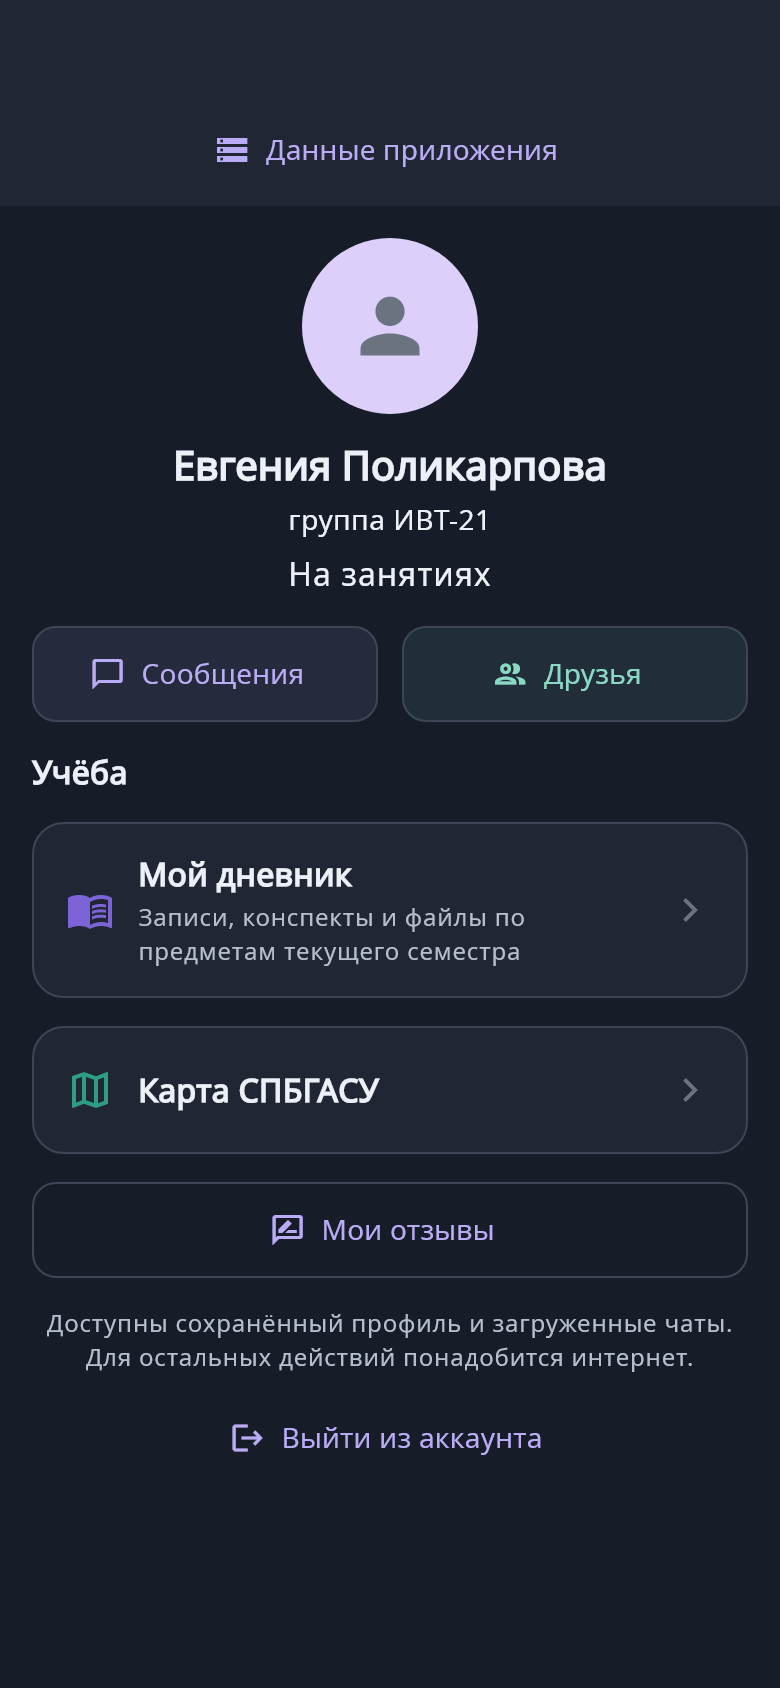 Данные приложения
Евгения Поликарпова
группа ИВТ-21
На занятиях
Сообщения
Друзья
Учёба
Мой дневник
Записи, конспекты и файлы по
предметам текущего семестра
Карта СПБГАСУ
Мои отзывы
Доступны сохранённый профиль и загруженные чаты.
Для остальных действий понадобится интернет.
Выйти из аккаунта